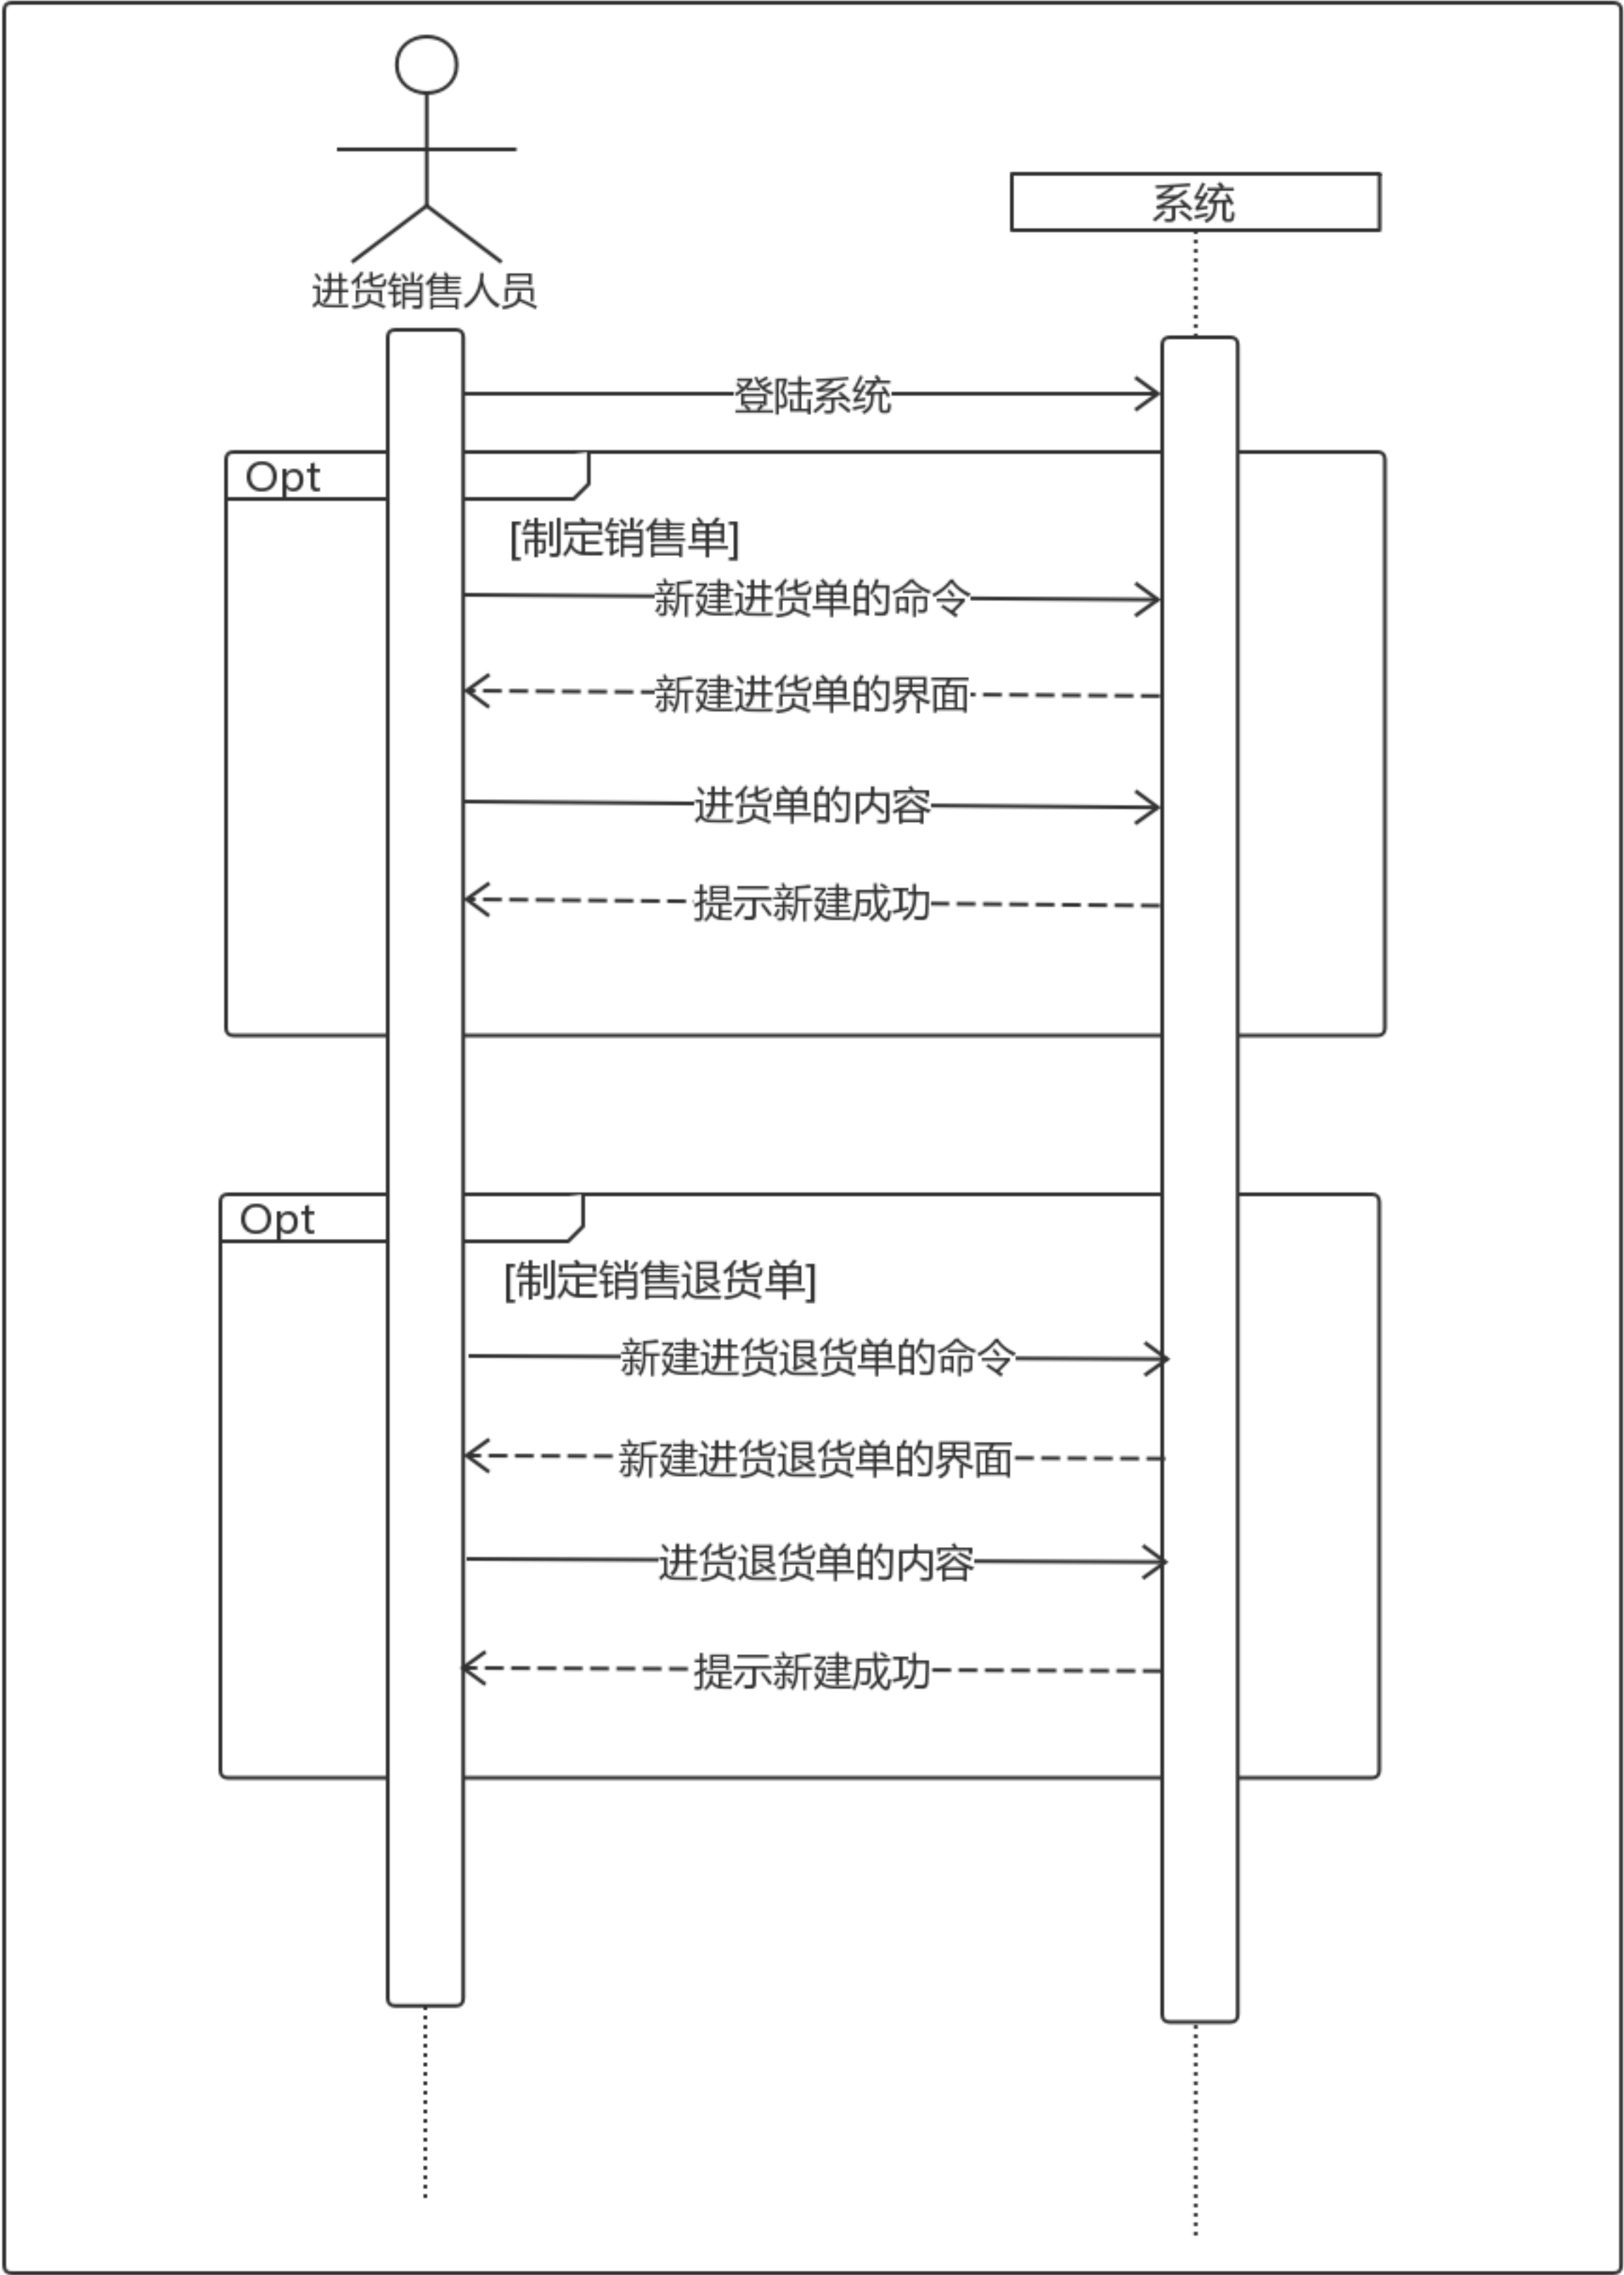 系统
进货销售人员
登陆系统
Opt
[制定销售单]
新建进货单的命令
新建进货单的界面
进货单的内容
提示新建成功
Opt
[制定销售退货单]
新建进货退货单的命令
新建进货退货单的界面
进货退货单的内容
提示新建成功